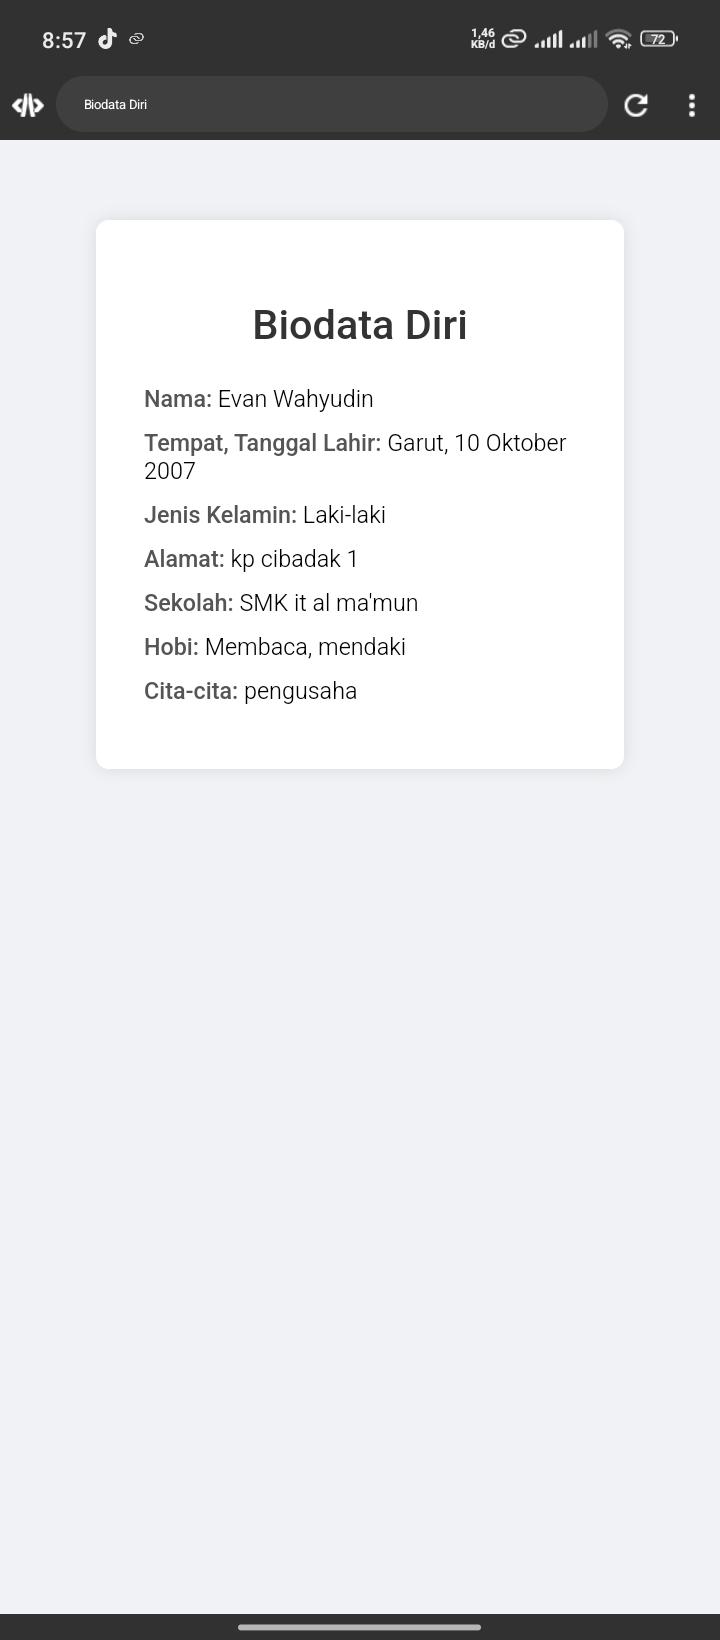 8:57
1,46
KB/d
72
Biodata Diri
Biodata Diri
Nama: Evan Wahyudin
Tempat, Tanggal Lahir: Garut, 10 Oktober
2007
Jenis Kelamin: Laki-laki
Alamat: kp cibadak 1
Sekolah: SMK it al ma'mun
Hobi: Membaca, mendaki
Cita-cita: pengusaha